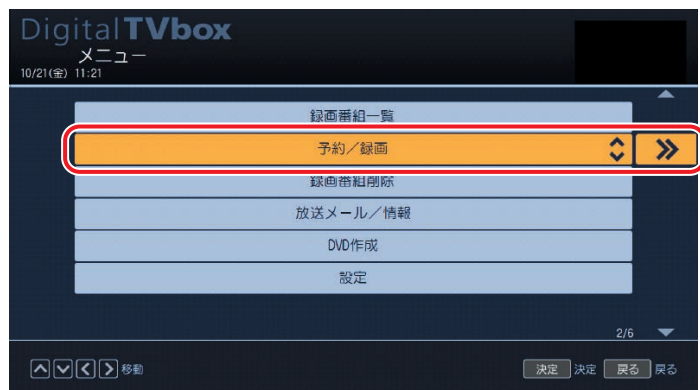 DigitalTVbox
メニュー
10/21(金) 11:21
録画番組一覧
予約／録画
録画番組削除
放送メール／情報
DVD作成
設定
2/6
移動 決定 決定 戻る 戻る